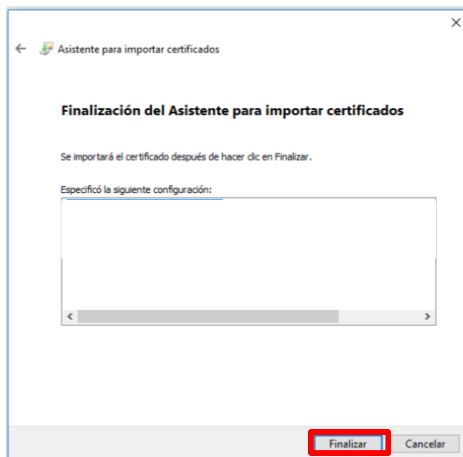 Asistente para importar certificados
Finalización del Asistente para importar certificados
Se importará el certificado después de hacer clic en Finalizar.
Especificó la siguiente configuración:
Finalizar
Cancelar